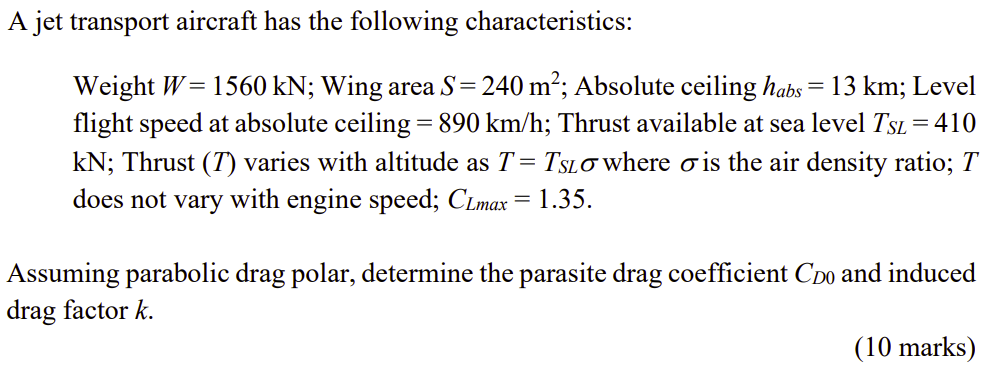 A jet transport aircraft has the following characteristics:
Weight W = 1560 kN; Wing area S = 240 m²; Absolute ceiling habs = 13 km; Level
flight speed at absolute ceiling = 890 km/h; Thrust available at sea level TSL = 410
kN; Thrust (T) varies with altitude as T = TSLσ where σ is the air density ratio; T
does not vary with engine speed; CLmax = 1.35.
Assuming parabolic drag polar, determine the parasite drag coefficient CD0 and induced
drag factor k.
(10 marks)